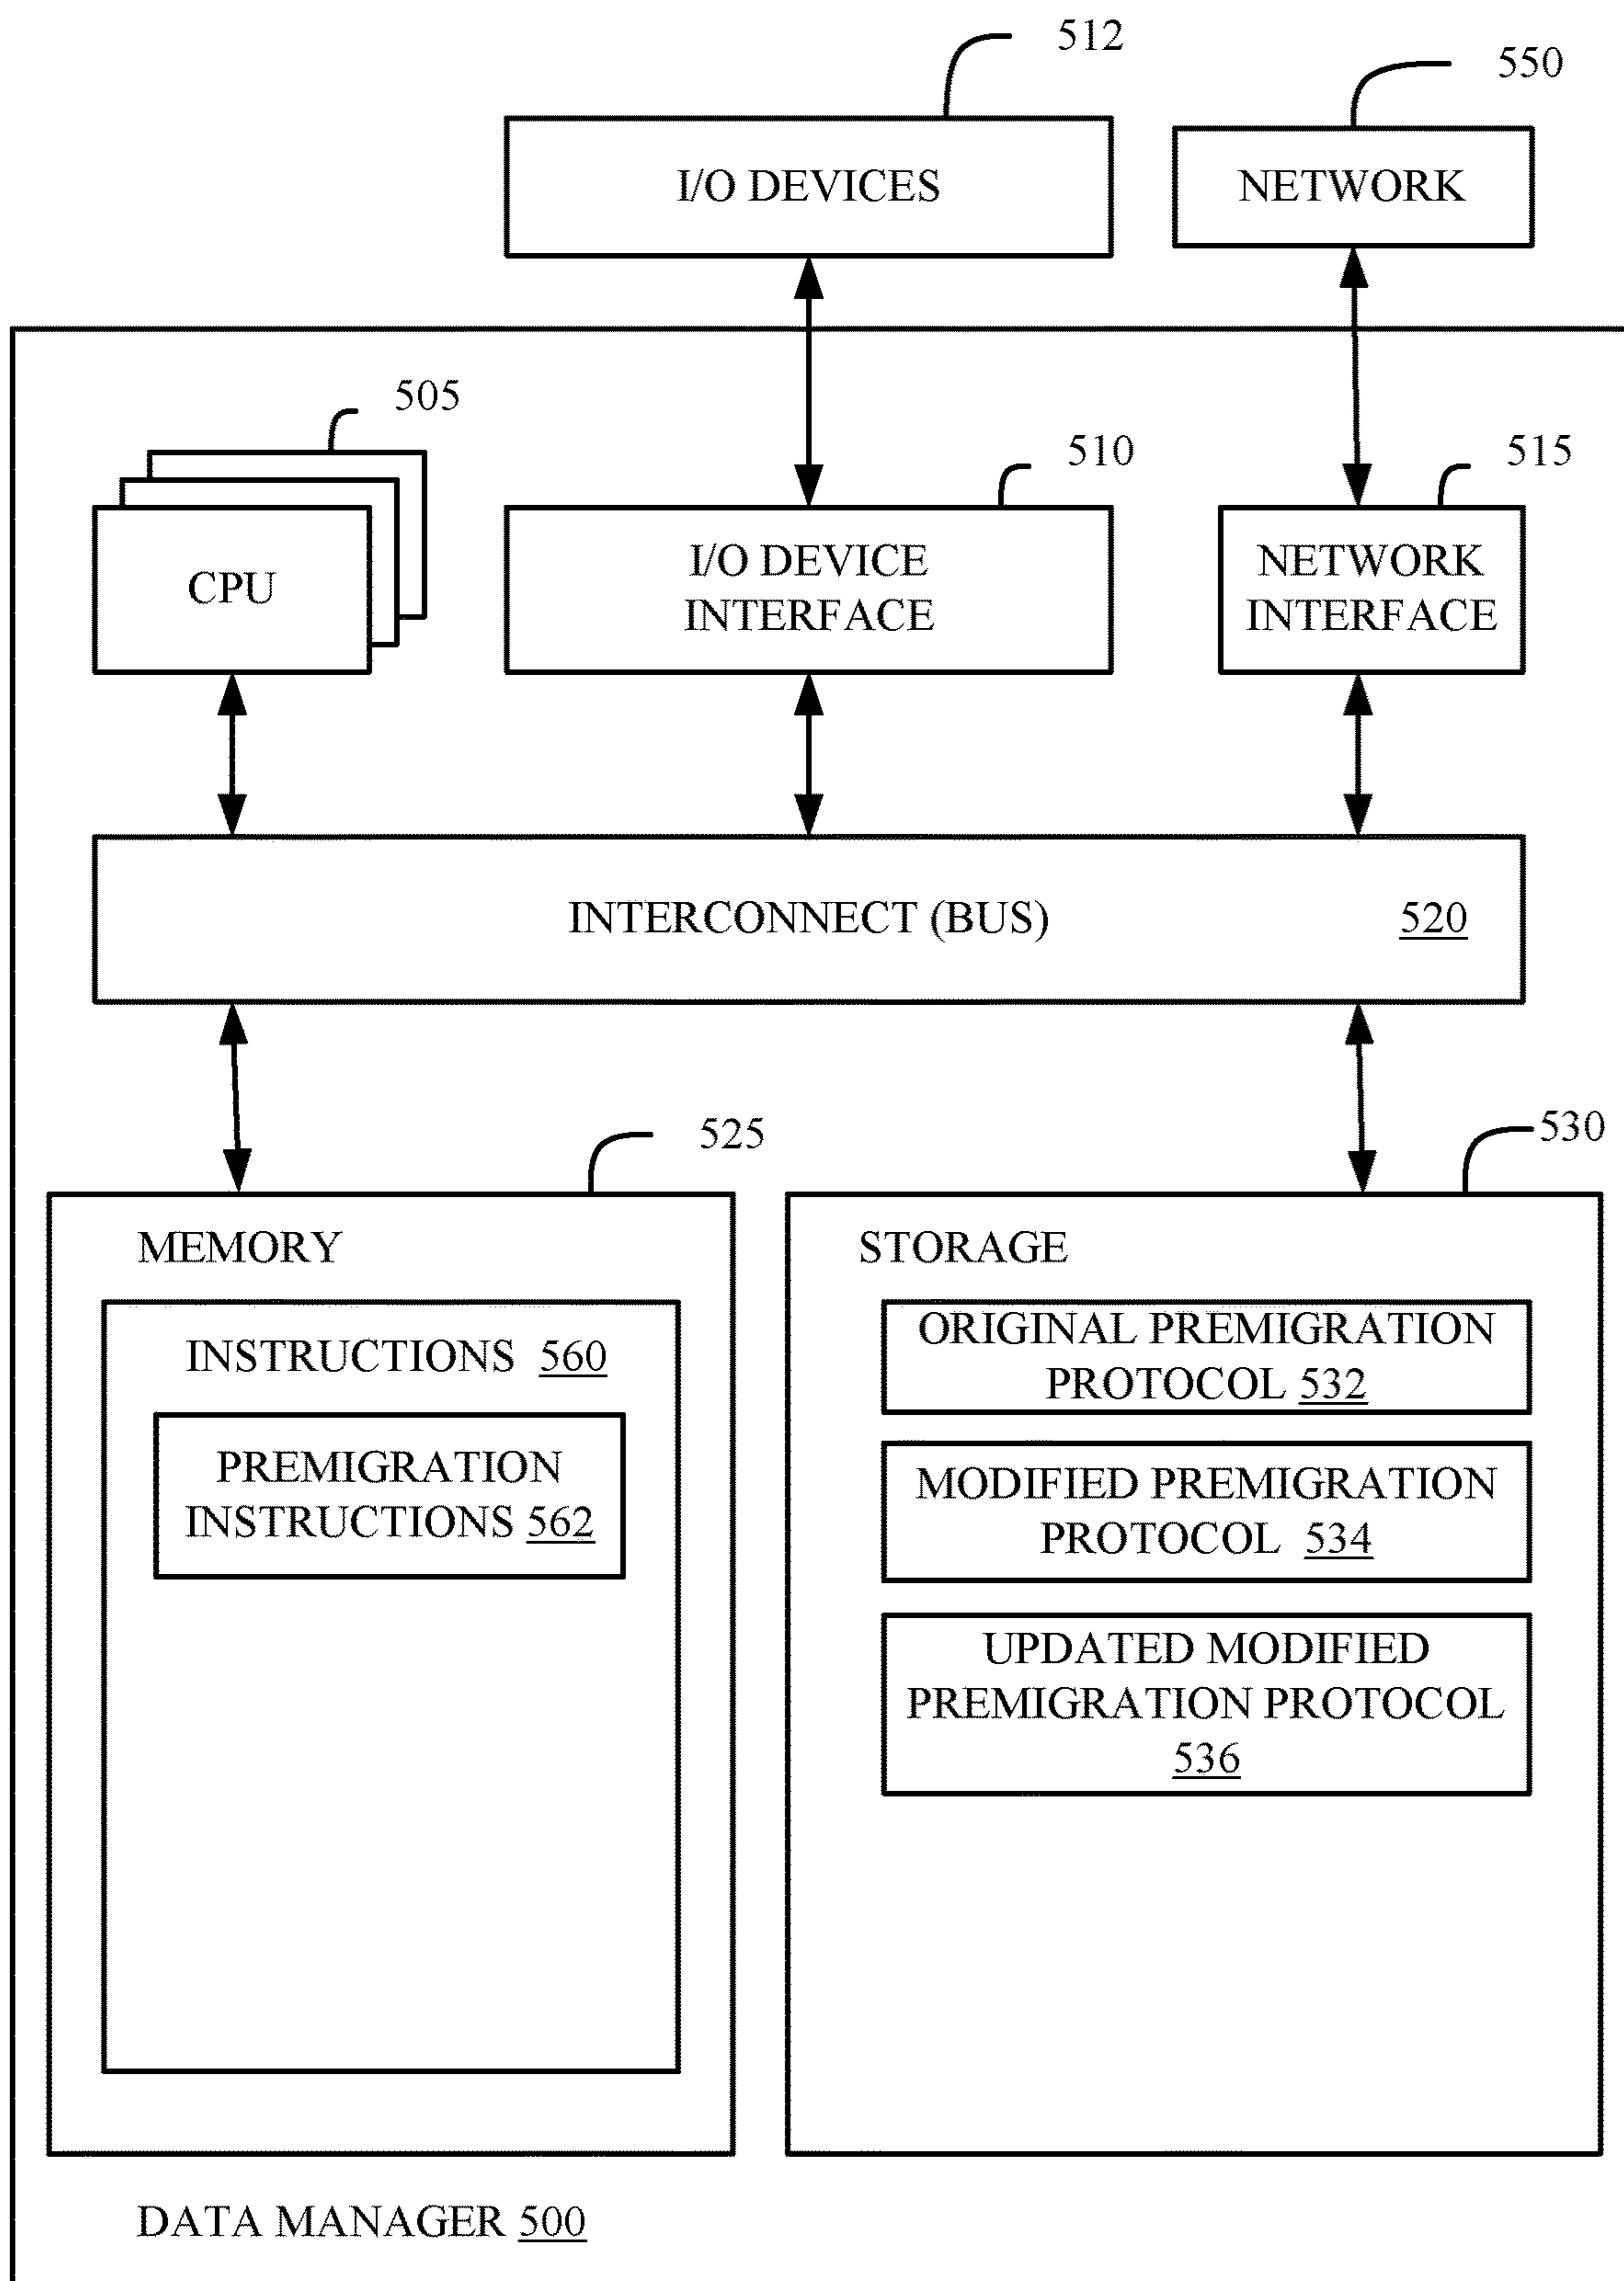 512
550
I/O DEVICES
NETWORK
505
510
515
CPU
I/O DEVICE
INTERFACE
NETWORK
INTERFACE
INTERCONNECT (BUS) 520
525
530
MEMORY
INSTRUCTIONS 560
PREMIGRATION
INSTRUCTIONS 562
STORAGE
ORIGINAL PREMIGRATION
PROTOCOL 532
MODIFIED PREMIGRATION
PROTOCOL 534
UPDATED MODIFIED
PREMIGRATION PROTOCOL
536
DATA MANAGER 500